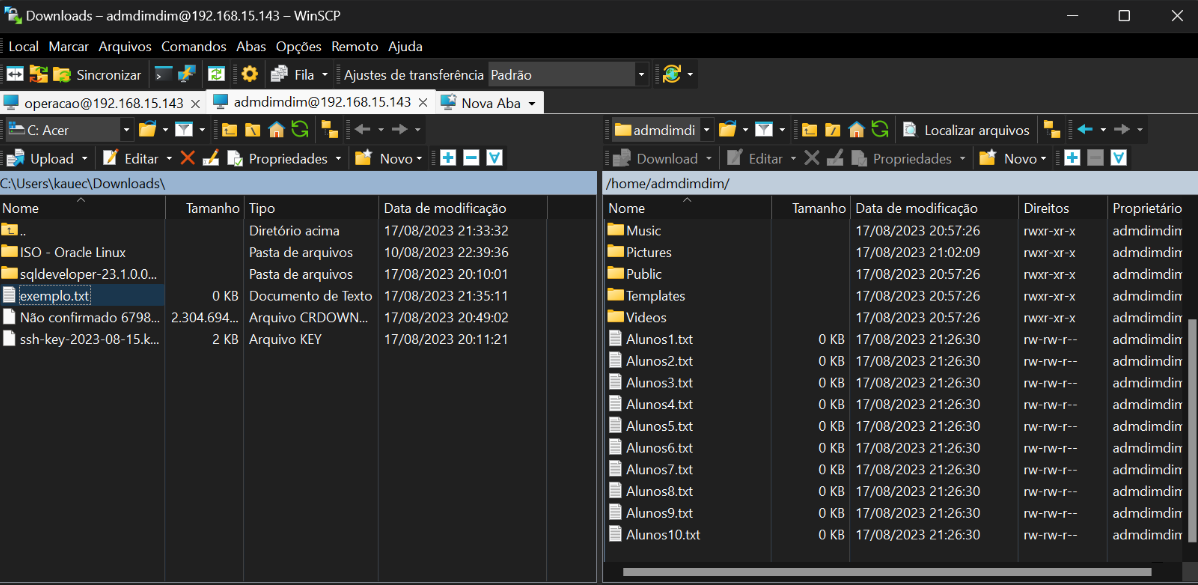 Downloads – admdimdim@192.168.15.143 – WinSCP
Local Marcar Arquivos Comandos Abas Opções Remoto Ajuda
Sincronizar Fila Ajustes de transferência Padrão
operacao@192.168.15.143 admdimdim@192.168.15.143 Nova Aba
C: Acer
Upload Editar Propriedades Novo
C:\Users\kauec\Downloads\
Nome Tamanho Tipo Data de modificação
.. Diretório acima 17/08/2023 21:33:32
ISO - Oracle Linux Pasta de arquivos 10/08/2023 22:39:36
sqldeveloper-23.1.0.0... Pasta de arquivos 17/08/2023 20:10:01
exemplo.txt 0 KB Documento de Texto 17/08/2023 21:35:11
Não confirmado 6798... 2.304.694... Arquivo CRDOWN... 17/08/2023 20:49:02
ssh-key-2023-08-15.k... 2 KB Arquivo KEY 17/08/2023 20:11:21
admdimdi Localizar arquivos
Download Editar Propriedades Novo
/home/admdimdim/
Nome Tamanho Data de modificação Direitos Proprietário
Music 17/08/2023 20:57:26 rwxr-xr-x admdimdim
Pictures 17/08/2023 21:02:09 rwxr-xr-x admdimdim
Public 17/08/2023 20:57:26 rwxr-xr-x admdimdim
Templates 17/08/2023 20:57:26 rwxr-xr-x admdimdim
Videos 17/08/2023 20:57:26 rwxr-xr-x admdimdim
Alunos1.txt 0 KB 17/08/2023 21:26:30 rw-rw-r-- admdimdim
Alunos2.txt 0 KB 17/08/2023 21:26:30 rw-rw-r-- admdimdim
Alunos3.txt 0 KB 17/08/2023 21:26:30 rw-rw-r-- admdimdim
Alunos4.txt 0 KB 17/08/2023 21:26:30 rw-rw-r-- admdimdim
Alunos5.txt 0 KB 17/08/2023 21:26:30 rw-rw-r-- admdimdim
Alunos6.txt 0 KB 17/08/2023 21:26:30 rw-rw-r-- admdimdim
Alunos7.txt 0 KB 17/08/2023 21:26:30 rw-rw-r-- admdimdim
Alunos8.txt 0 KB 17/08/2023 21:26:30 rw-rw-r-- admdimdim
Alunos9.txt 0 KB 17/08/2023 21:26:30 rw-rw-r-- admdimdim
Alunos10.txt 0 KB 17/08/2023 21:26:30 rw-rw-r-- admdimdim